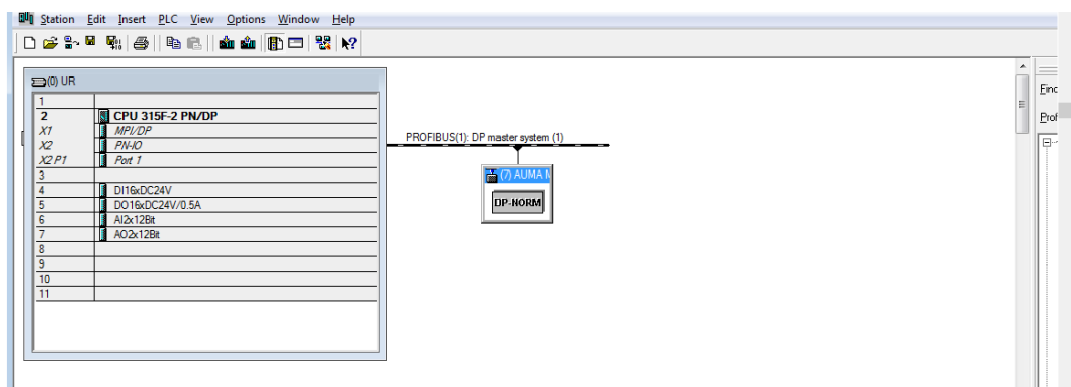 Station Edit Insert PLC View Options Window Help
(0) UR
1
2 CPU 315F-2 PN/DP
X1 MPI/DP
X2 PN-IO
X2 P1 Port 1
3
4 DI16xDC24V
5 DO16xDC24V/0.5A
6 AI2x12Bit
7 AO2x12Bit
8
9
10
11
PROFIBUS(1): DP master system (1)
(7) AUMA
DP-NORM